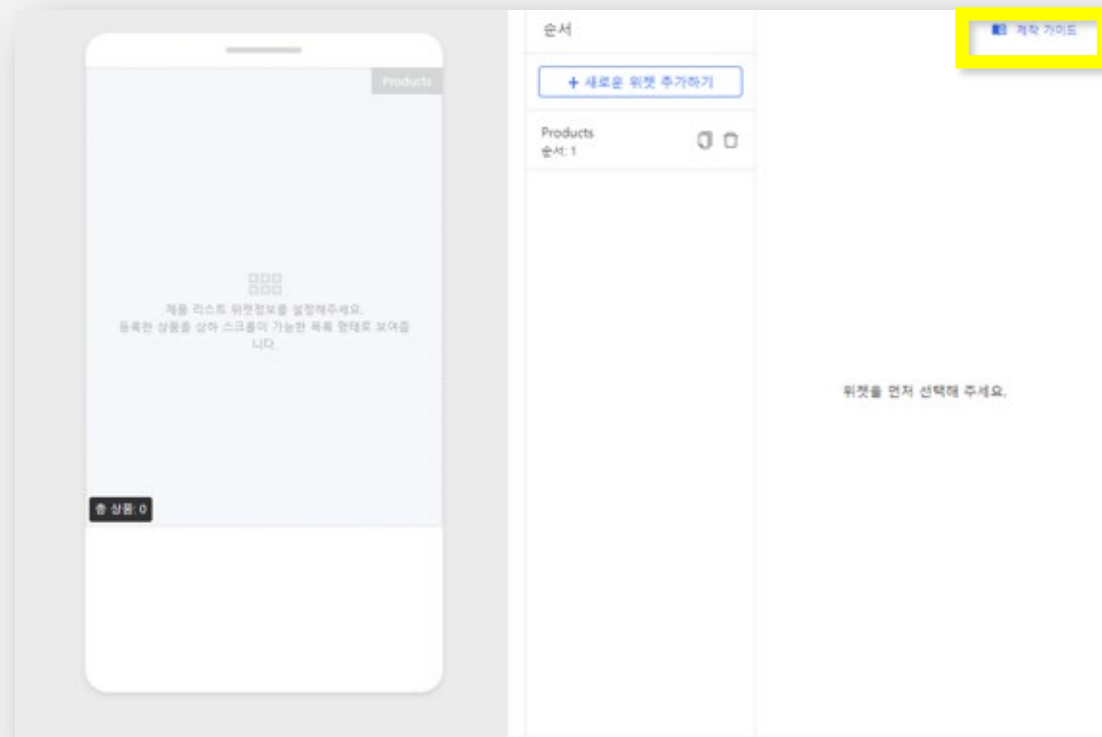 Products
제품 리스트 위젯정보를 설정해주세요.
등록한 상품을 상하 스크롤이 가능한 목록 형태로 보여줍
니다.
총 상품: 0
순서
+ 새로운 위젯 추가하기
Products
순서: 1
제작 가이드
위젯을 먼저 선택해 주세요.